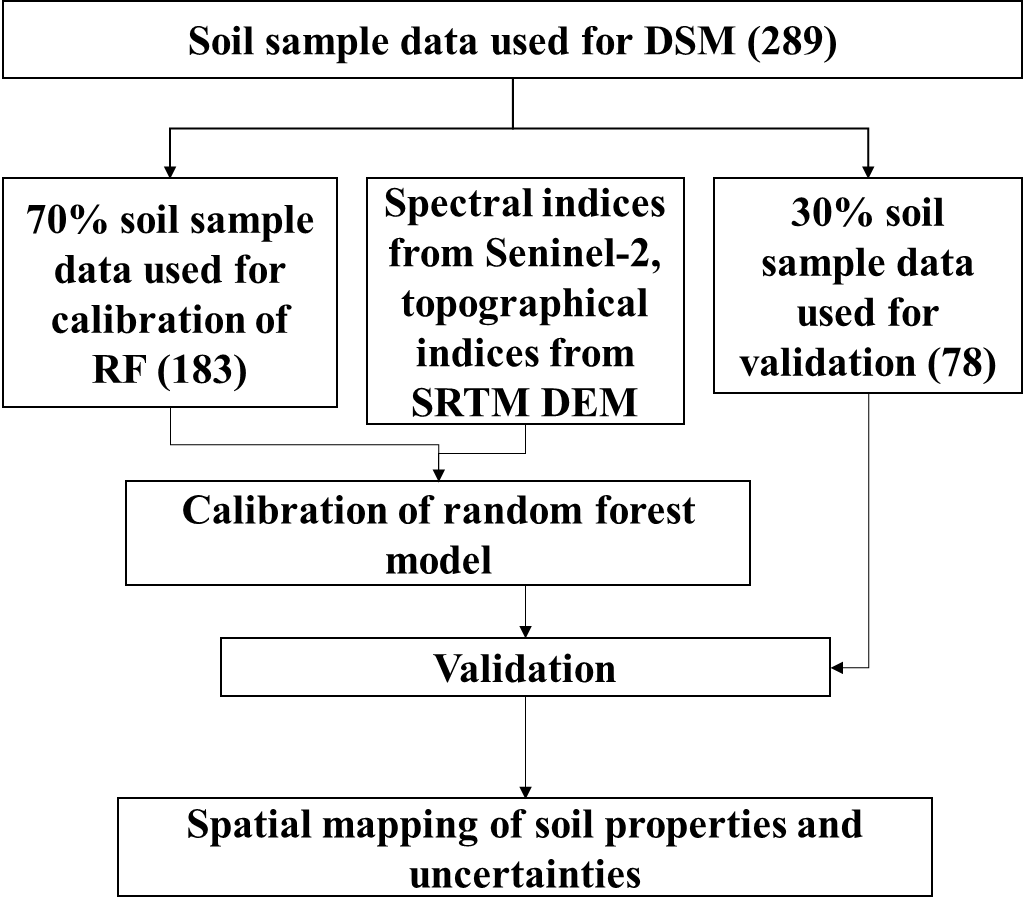 Soil sample data used for DSM (289)
70% soil sample
data used for
calibration of
RF (183)
Spectral indices
from Seninel-2,
topographical
indices from
SRTM DEM
30% soil
sample data
used for
validation (78)
Calibration of random forest
model
Validation
Spatial mapping of soil properties and
uncertainties